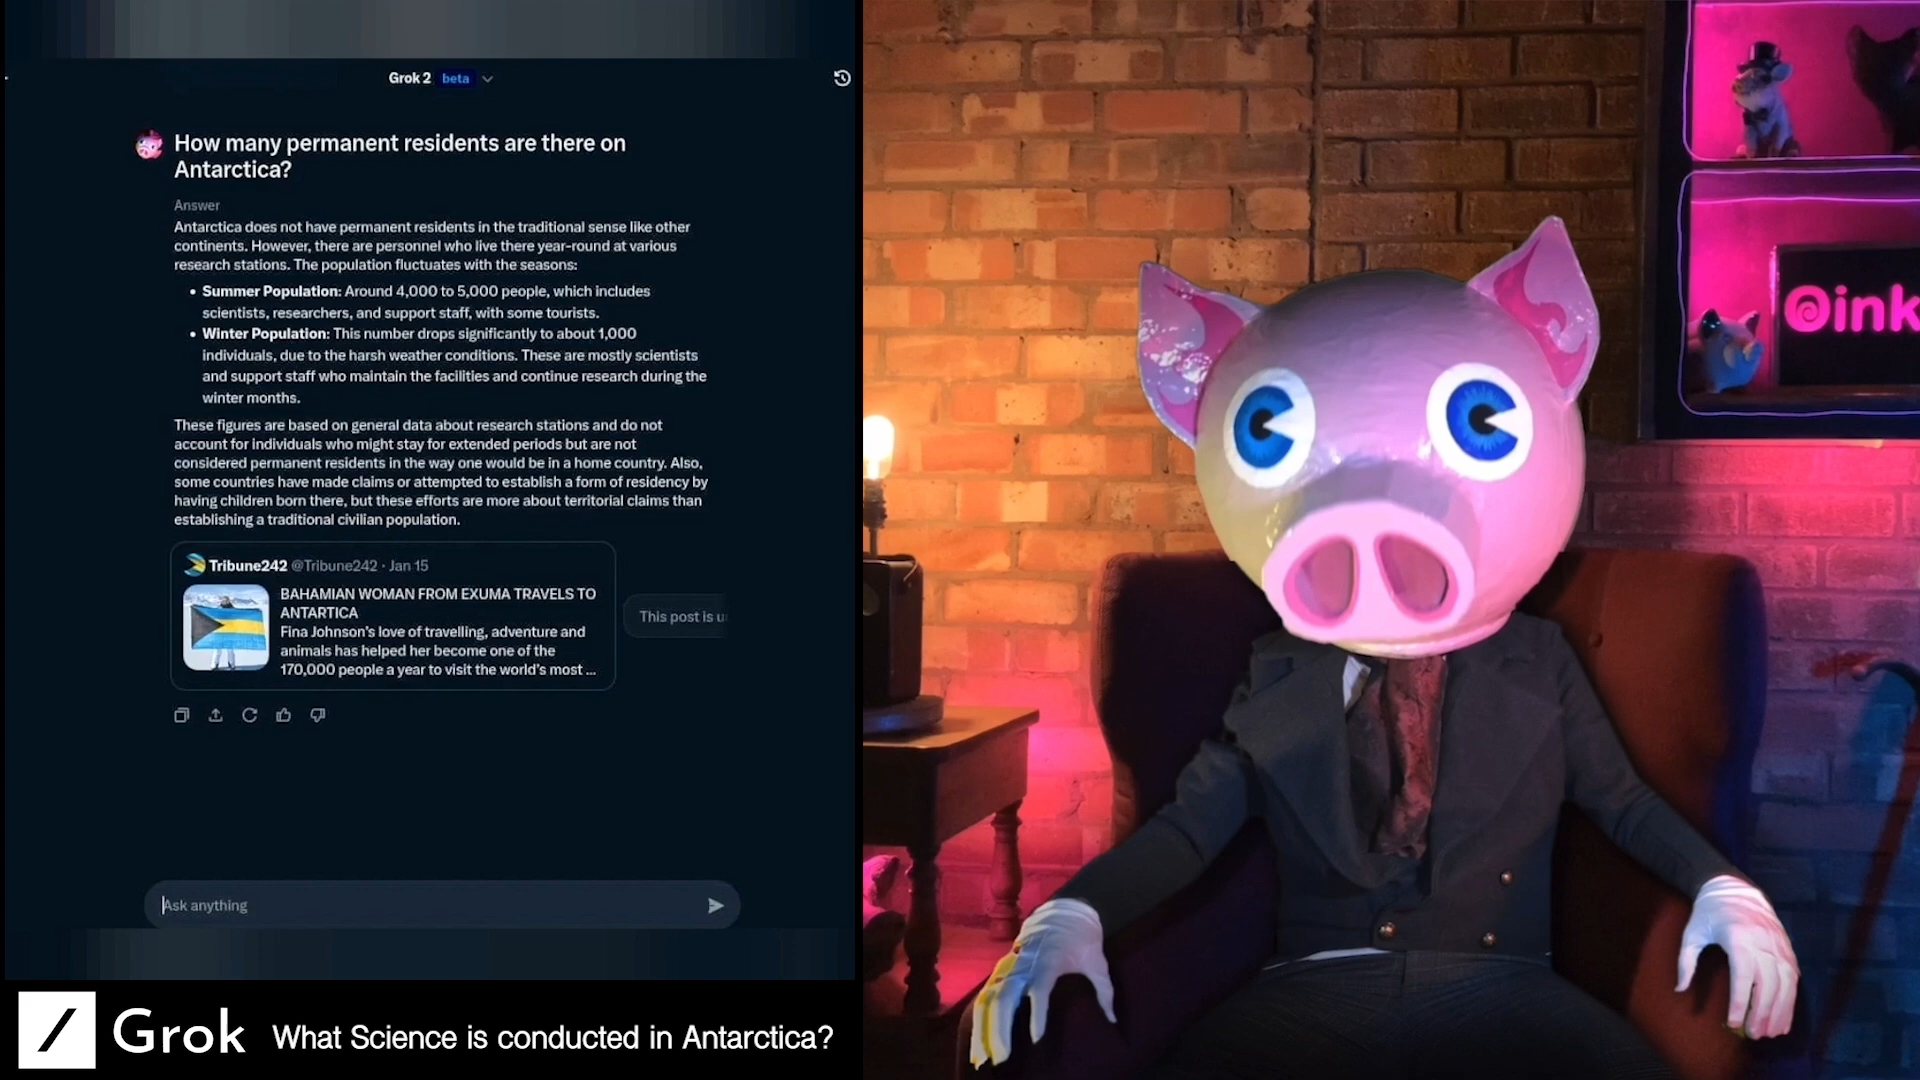 Grok 2 beta
How many permanent residents are there on
Antarctica?
Answer
Antarctica does not have permanent residents in the traditional sense like other
continents. However, there are personnel who live there year-round at various
research stations. The population fluctuates with the seasons:
• Summer Population: Around 4,000 to 5,000 people, which includes
scientists, researchers, and support staff, with some tourists.
• Winter Population: This number drops significantly to about 1,000
individuals, due to the harsh weather conditions. These are mostly scientists
and support staff who maintain the facilities and continue research during the
winter months.
These figures are based on general data about research stations and do not
account for individuals who might stay for extended periods but are not
considered permanent residents in the way one would be in a home country. Also,
some countries have made claims or attempted to establish a form of residency by
having children born there, but these efforts are more about territorial claims than
establishing a traditional civilian population.
Tribune242 @Tribune242 · Jan 15
BAHAMIAN WOMAN FROM EXUMA TRAVELS TO
ANTARTICA
Fina Johnson's love of travelling, adventure and
animals has helped her become one of the
170,000 people a year to visit the world's most ...
This post is u
Ask anything
Grok What Science is conducted in Antarctica?
Oink